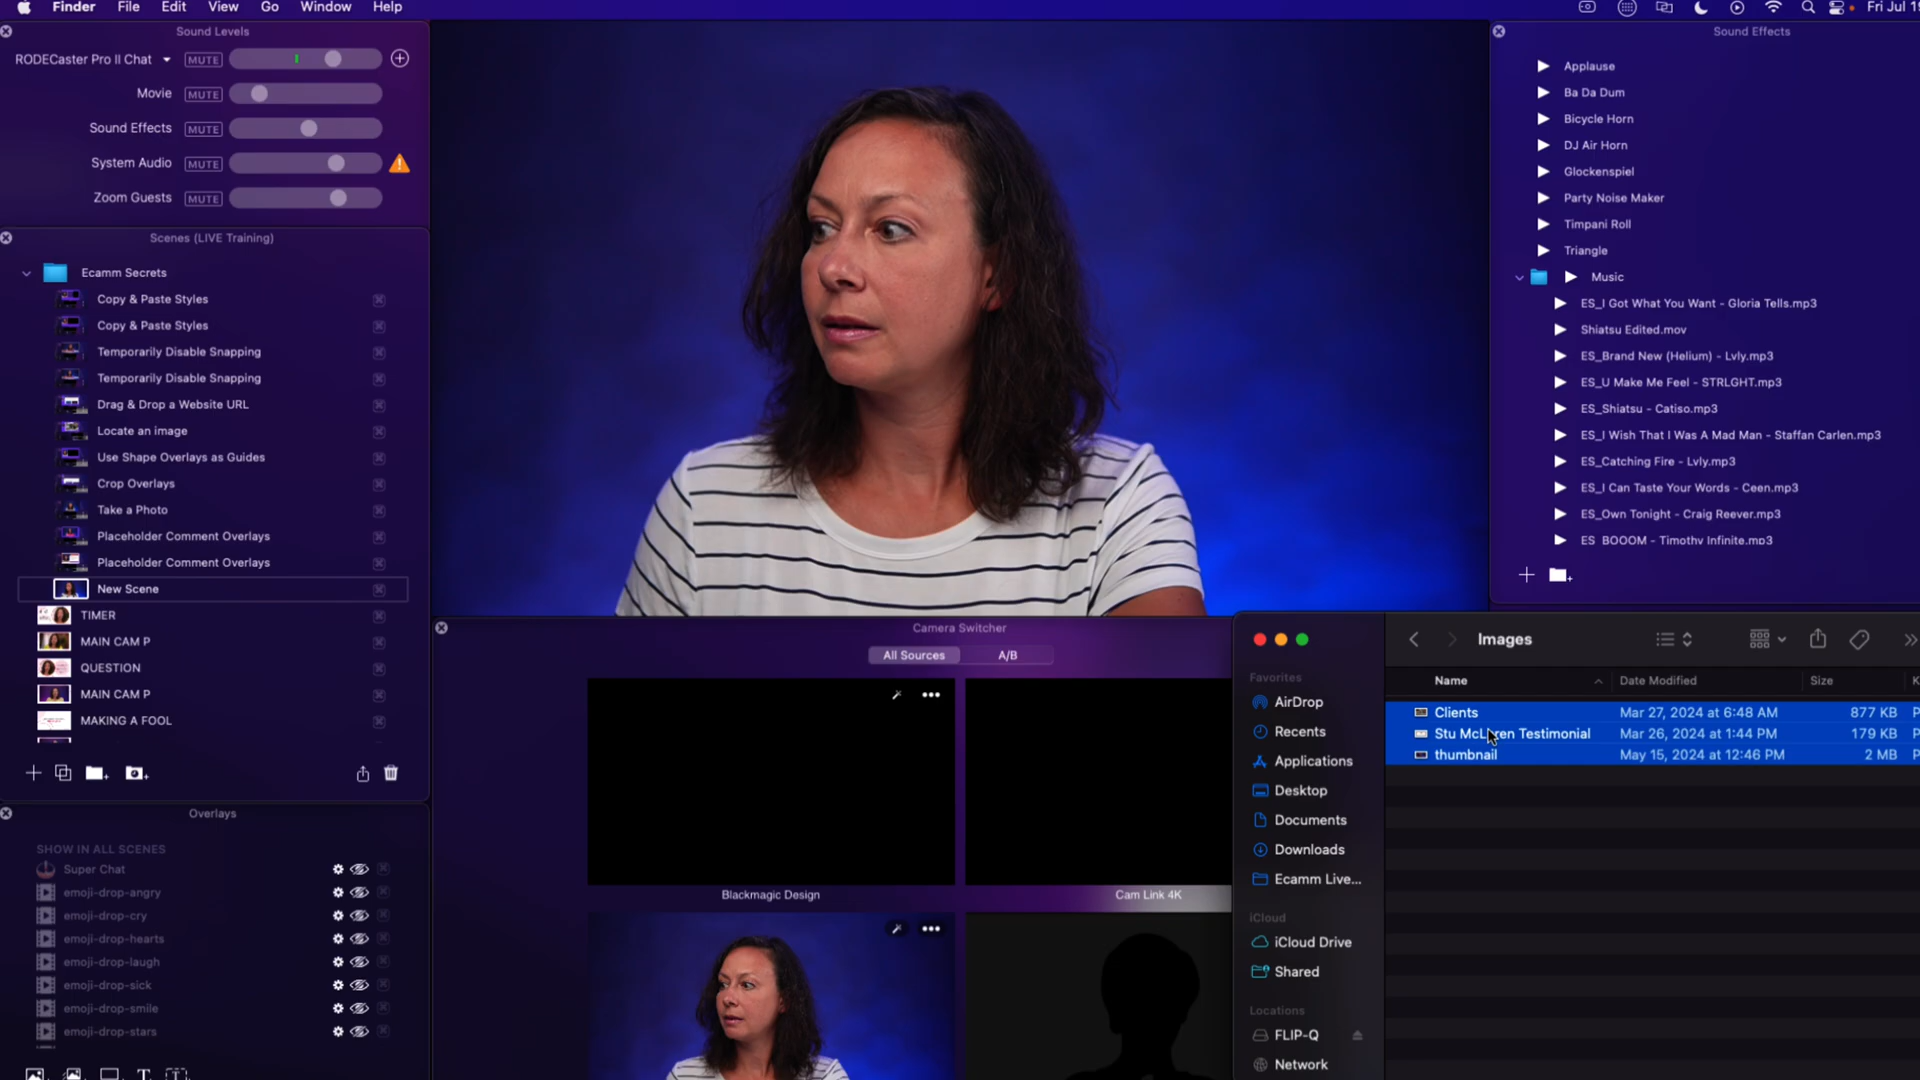 Finder File Edit View Go Window Help
Fri Jul 19
Sound Levels
RODECaster Pro II Chat MUTE
Movie MUTE
Sound Effects MUTE
System Audio MUTE
Zoom Guests MUTE
Scenes (LIVE Training)
Ecamm Secrets
Copy & Paste Styles
Copy & Paste Styles
Temporarily Disable Snapping
Temporarily Disable Snapping
Drag & Drop a Website URL
Locate an image
Use Shape Overlays as Guides
Crop Overlays
Take a Photo
Placeholder Comment Overlays
Placeholder Comment Overlays
New Scene
TIMER
MAIN CAM P
QUESTION
MAIN CAM P
MAKING A FOOL
Overlays
SHOW IN ALL SCENES
Super Chat
emoji-drop-angry
emoji-drop-cry
emoji-drop-hearts
emoji-drop-laugh
emoji-drop-sick
emoji-drop-smile
emoji-drop-stars
Camera Switcher
All Sources A/B
Blackmagic Design
Cam Link 4K
Sound Effects
Applause
Ba Da Dum
Bicycle Horn
DJ Air Horn
Glockenspiel
Party Noise Maker
Timpani Roll
Triangle
Music
ES_I Got What You Want - Gloria Tells.mp3
Shiatsu Edited.mov
ES_Brand New (Helium) - Lvly.mp3
ES_U Make Me Feel - STRLGHT.mp3
ES_Shiatsu - Catiso.mp3
ES_I Wish That I Was A Mad Man - Staffan Carlen.mp3
ES_Catching Fire - Lvly.mp3
ES_I Can Taste Your Words - Ceen.mp3
ES_Own Tonight - Craig Reever.mp3
ES_BOOOM - Timothy Infinite.mp3
Images
Favorites
AirDrop
Recents
Applications
Desktop
Documents
Downloads
Ecamm Live...
iCloud
iCloud Drive
Shared
Locations
FLIP-Q
Network
Name Date Modified Size K
Clients Mar 27, 2024 at 6:48 AM 877 KB P
Stu McLaren Testimonial Mar 26, 2024 at 1:44 PM 179 KB P
thumbnail May 15, 2024 at 12:46 PM 2 MB P